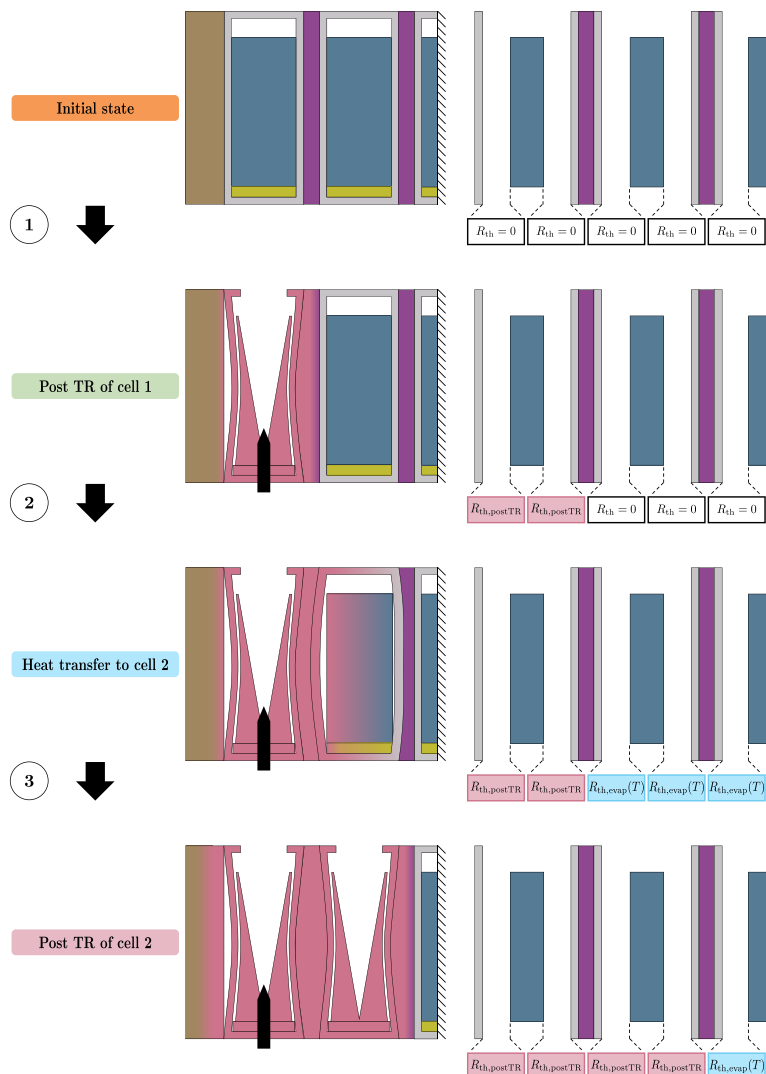 Initial state
R_th = 0 R_th = 0 R_th = 0 R_th = 0 R_th = 0
1
Post TR of cell 1
R_th,postTR R_th,postTR R_th = 0 R_th = 0 R_th = 0
2
Heat transfer to cell 2
R_th,postTR R_th,postTR R_th,evap(T) R_th,evap(T) R_th,evap(T)
3
Post TR of cell 2
R_th,postTR R_th,postTR R_th,postTR R_th,postTR R_th,evap(T)